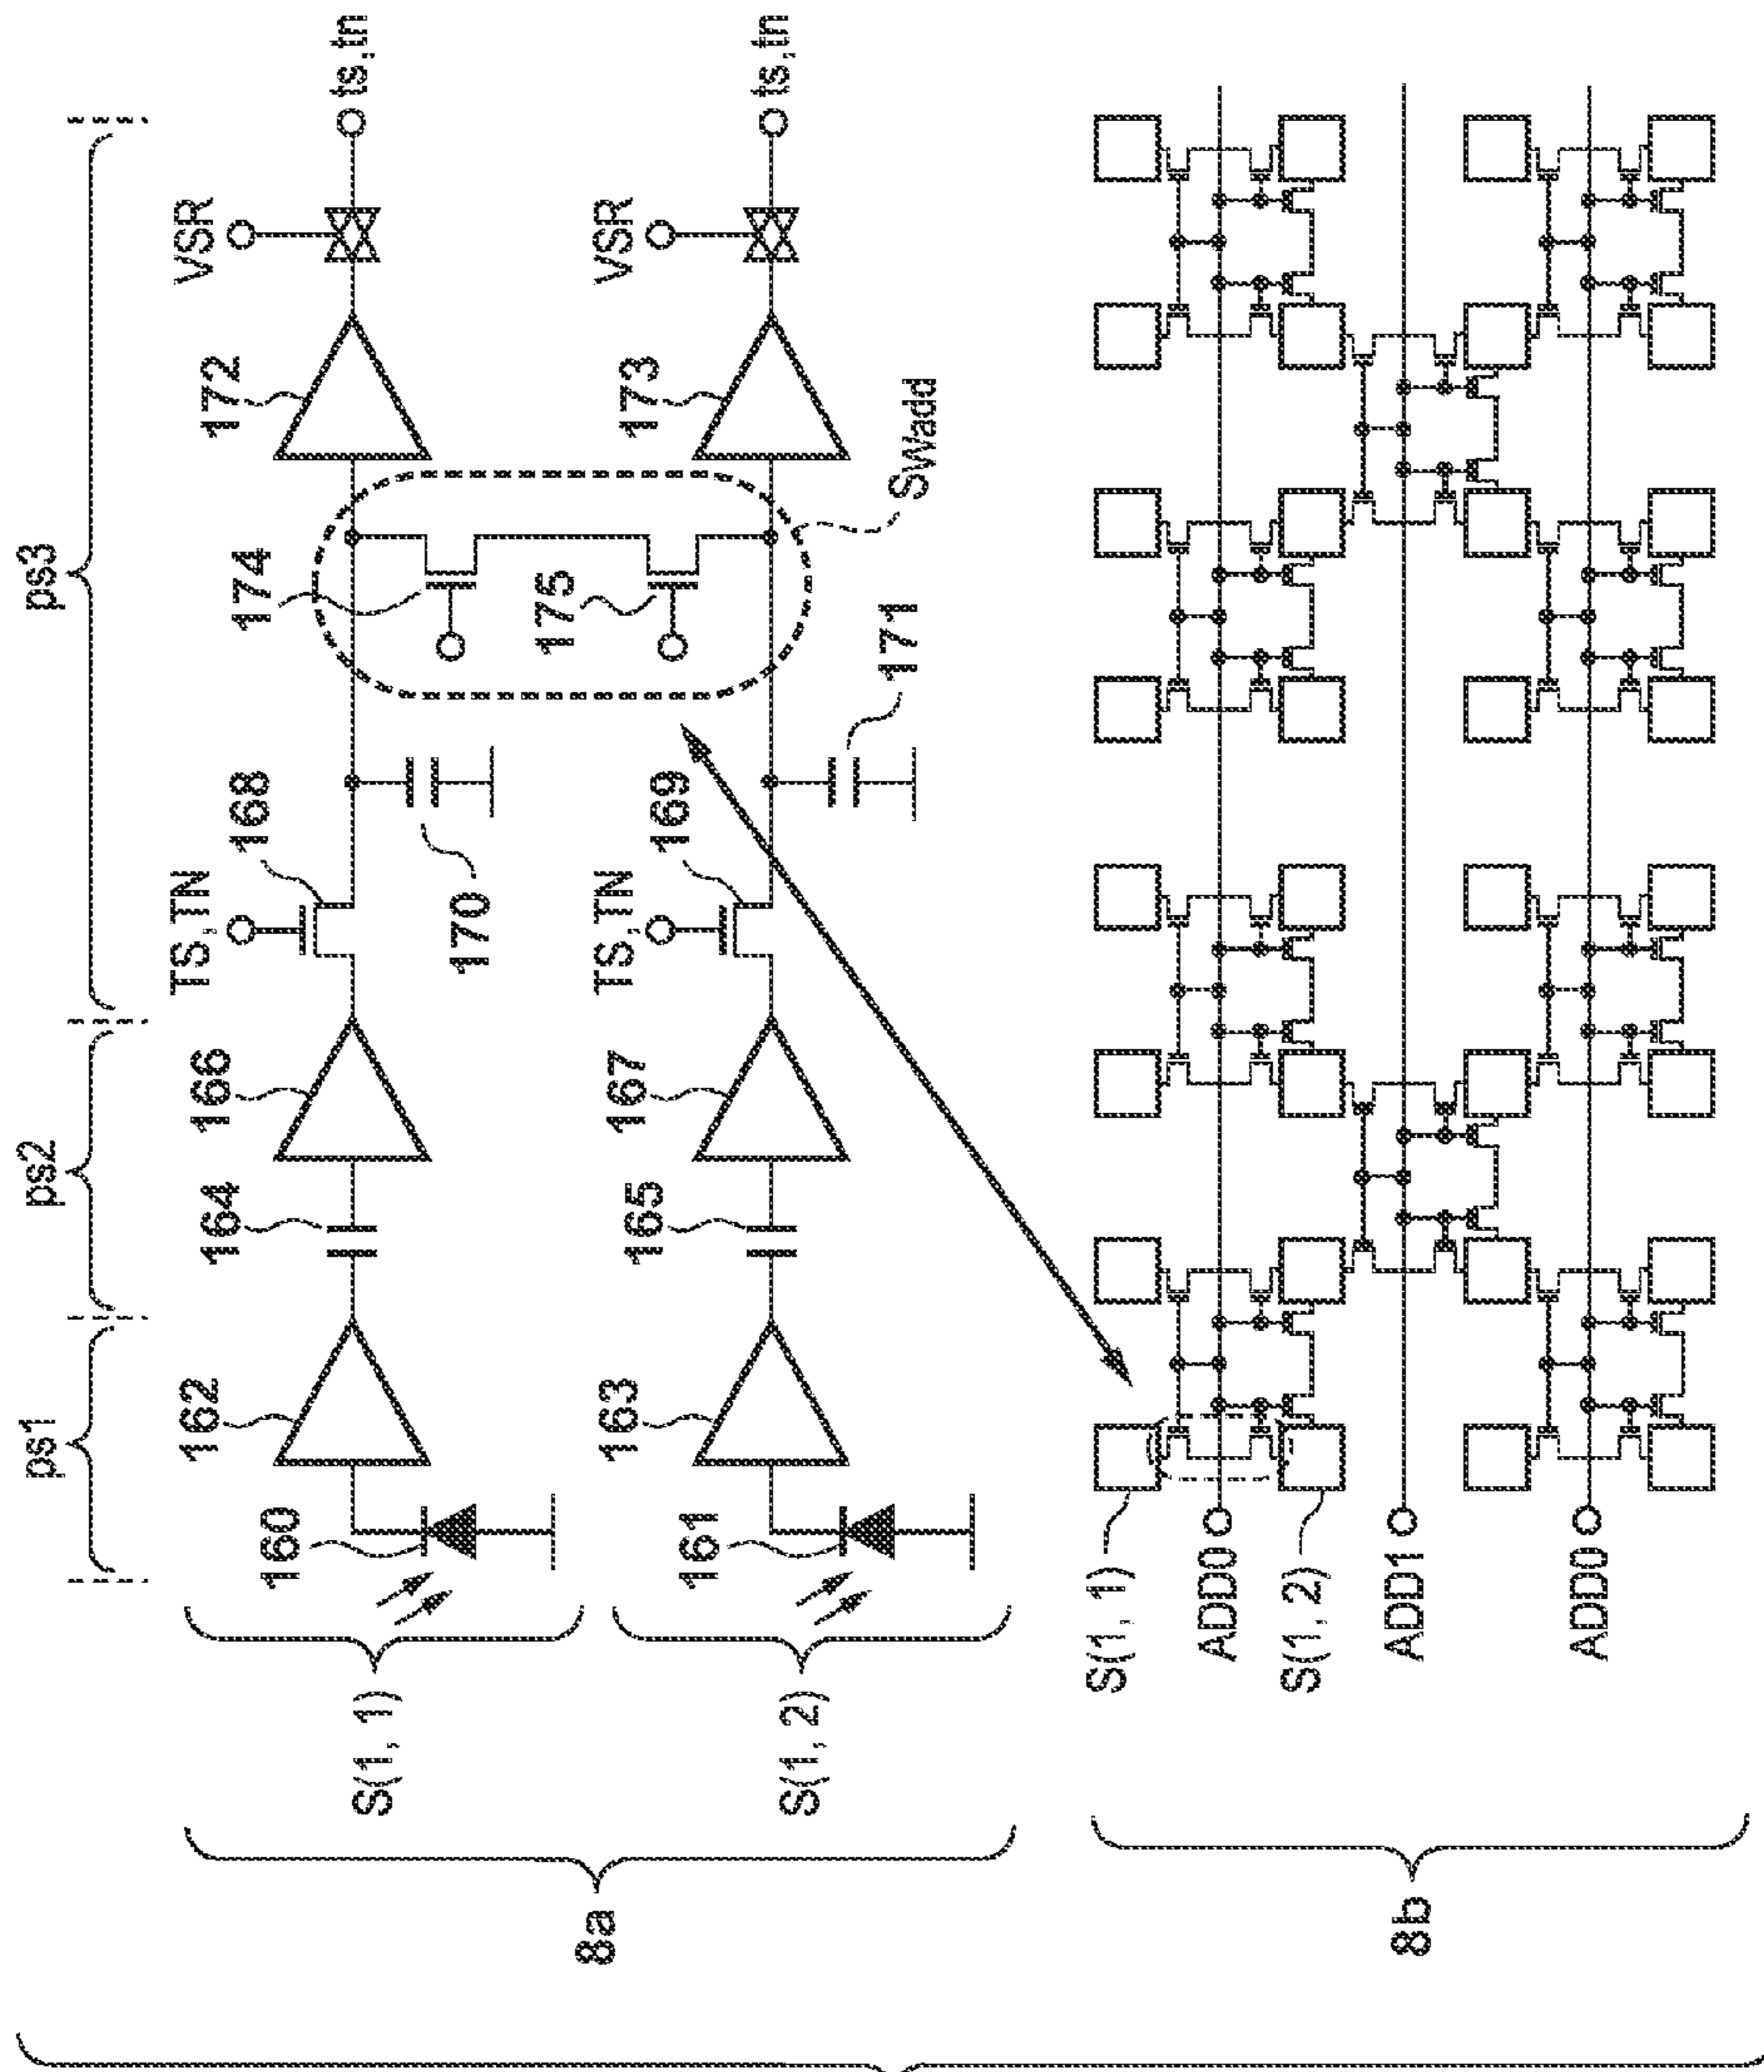 ps1
ps2
ps3
VSR
ts,tn
TS,TN
168
172
162
164
166
160
170
174
S(1, 1)
175
SWadd
8a
VSR
ts,tn
TS,TN
169
173
163
165
167
161
171
S(1, 2)
S(1, 1)
ADD0
S(1, 2)
ADD1
8b
ADD0